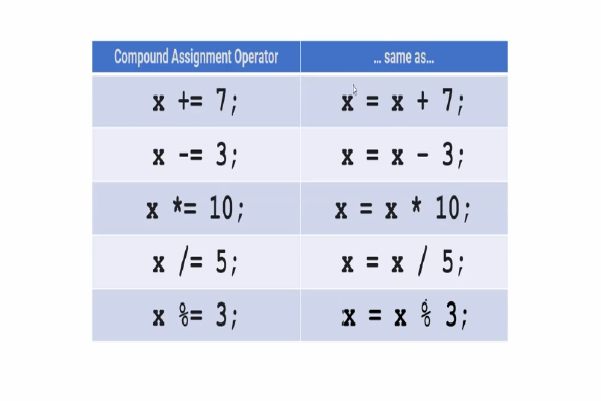 Compound Assignment Operator ... same as...
x += 7; x = x + 7;
x -= 3; x = x - 3;
x *= 10; x = x * 10;
x /= 5; x = x / 5;
x %= 3; x = x % 3;